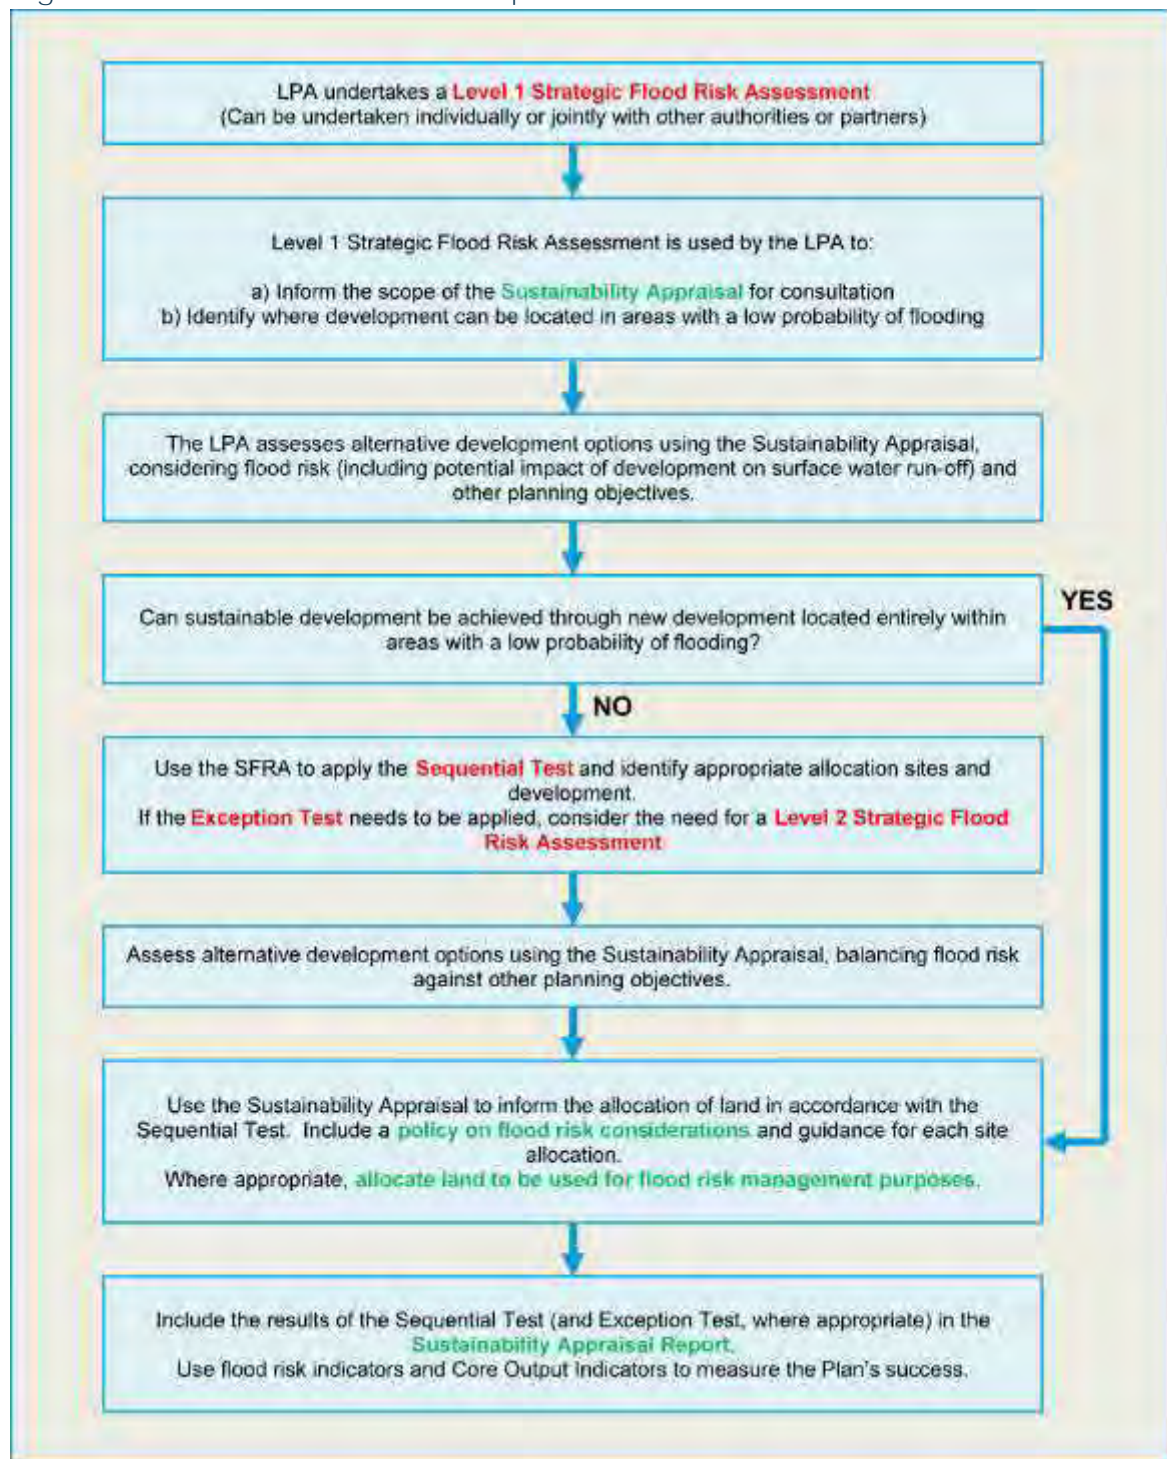 LPA undertakes a Level 1 Strategic Flood Risk Assessment
(Can be undertaken individually or jointly with other authorities or partners)
Level 1 Strategic Flood Risk Assessment is used by the LPA to:
a) Inform the scope of the Sustainability Appraisal for consultation
b) Identify where development can be located in areas with a low probability of flooding
The LPA assesses alternative development options using the Sustainability Appraisal,
considering flood risk (including potential impact of development on surface water run-off) and
other planning objectives.
Can sustainable development be achieved through new development located entirely within
areas with a low probability of flooding?
YES
NO
Use the SFRA to apply the Sequential Test and identify appropriate allocation sites and
development.
If the Exception Test needs to be applied, consider the need for a Level 2 Strategic Flood
Risk Assessment
Assess alternative development options using the Sustainability Appraisal, balancing flood risk
against other planning objectives.
Use the Sustainability Appraisal to inform the allocation of land in accordance with the
Sequential Test. Include a policy on flood risk considerations and guidance for each site
allocation.
Where appropriate, allocate land to be used for flood risk management purposes.
Include the results of the Sequential Test (and Exception Test, where appropriate) in the
Sustainability Appraisal Report.
Use flood risk indicators and Core Output Indicators to measure the Plan's success.